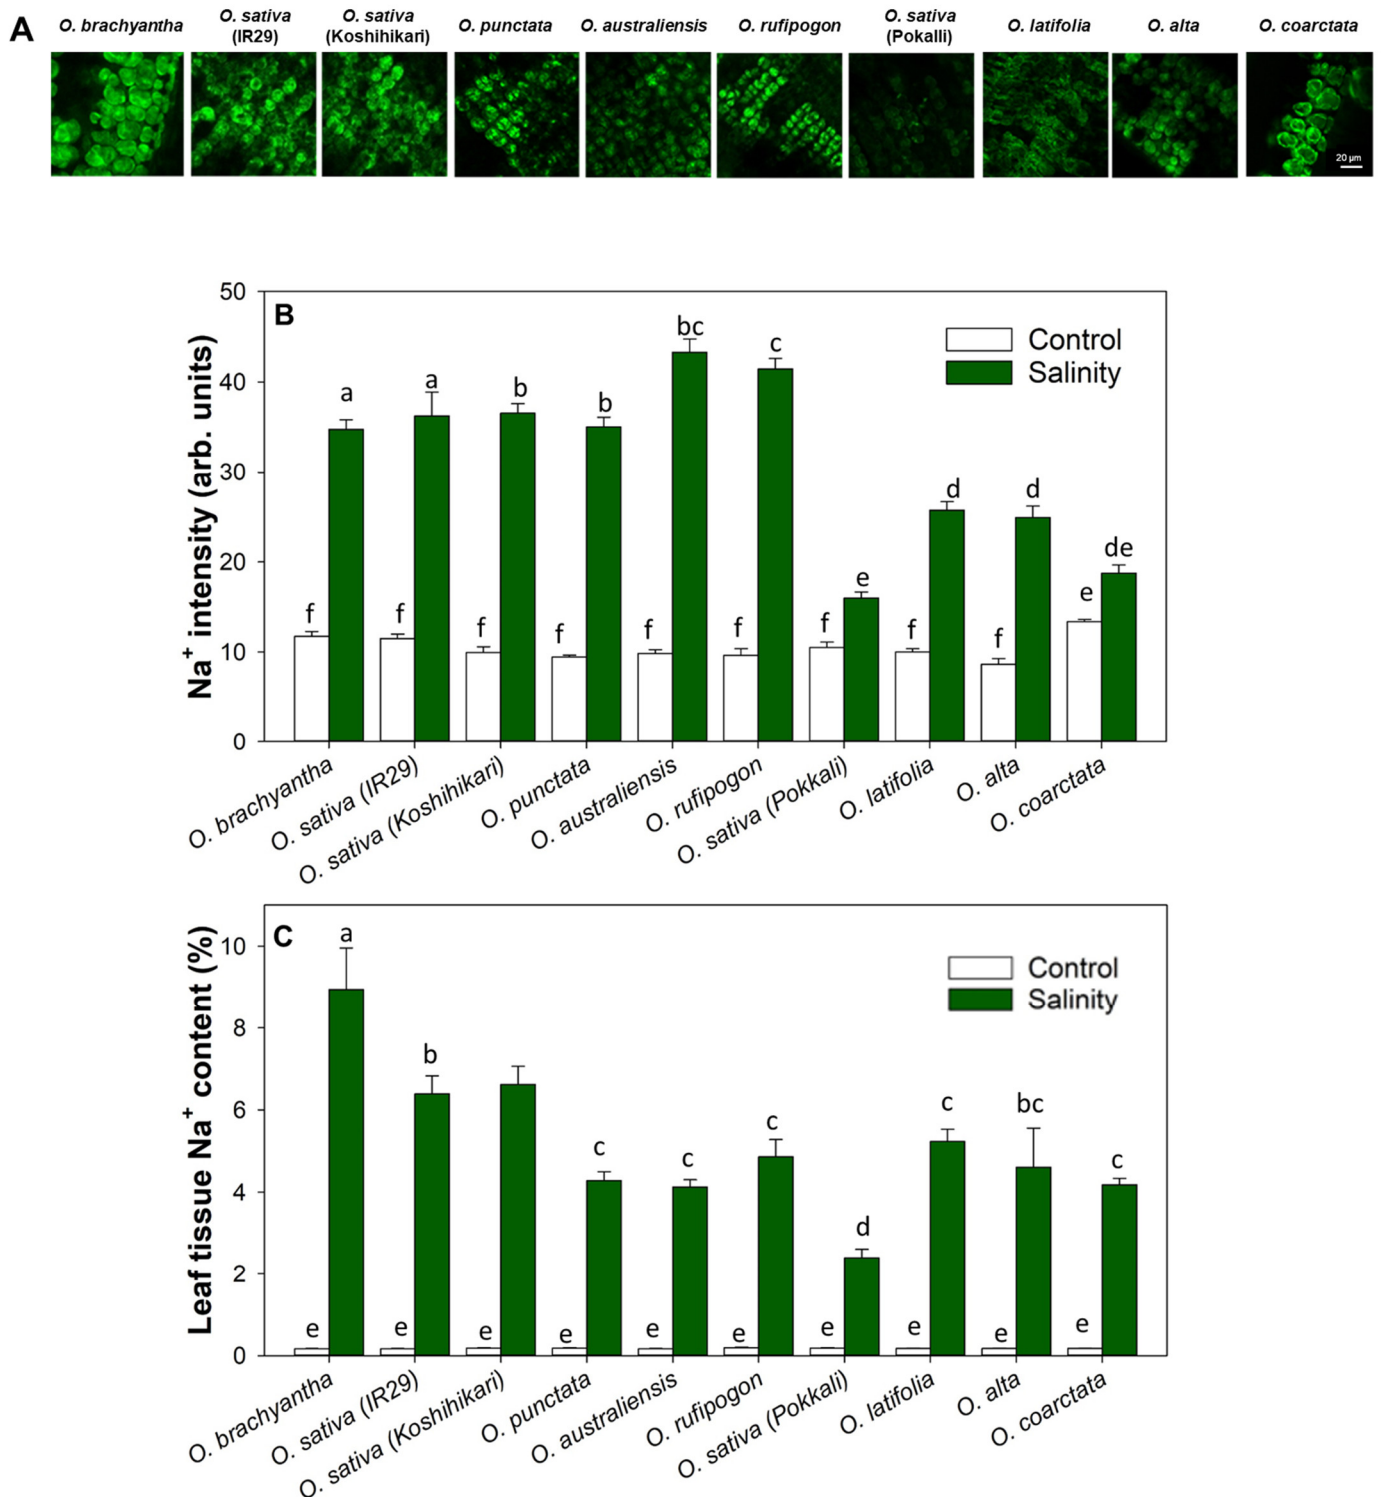 A
O. brachyantha
O. sativa
(IR29)
O. sativa
(Koshihikari)
O. punctata
O. australiensis
O. rufipogon
O. sativa
(Pokalli)
O. latifolia
O. alta
O. coarctata
20 µm
B
Na+ intensity (arb. units)
50
40
30
20
10
0
Control
Salinity
f
a
f
a
f
b
f
b
f
bc
f
c
f
e
f
d
f
d
e
de
O. brachyantha
O. sativa (IR29)
O. sativa (Koshihikari)
O. punctata
O. australiensis
O. rufipogon
O. sativa (Pokkali)
O. latifolia
O. alta
O. coarctata
C
Leaf tissue Na+ content (%)
10
8
6
4
2
0
Control
Salinity
e
a
e
b
e
e
c
e
c
e
c
e
d
e
c
e
bc
e
c
O. brachyantha
O. sativa (IR29)
O. sativa (Koshihikari)
O. punctata
O. australiensis
O. rufipogon
O. sativa (Pokkali)
O. latifolia
O. alta
O. coarctata